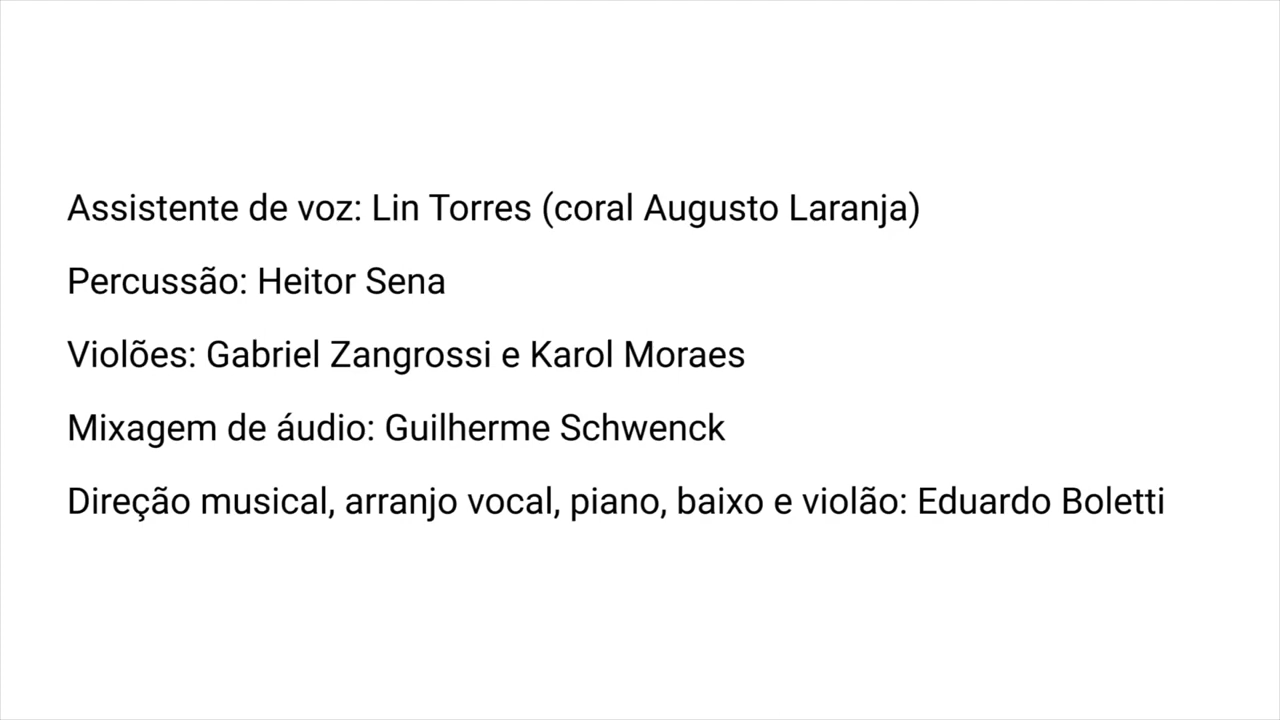 Assistente de voz: Lin Torres (coral Augusto Laranja)
Percussão: Heitor Sena
Violões: Gabriel Zangrossi e Karol Moraes
Mixagem de áudio: Guilherme Schwenck
Direção musical, arranjo vocal, piano, baixo e violão: Eduardo Boletti